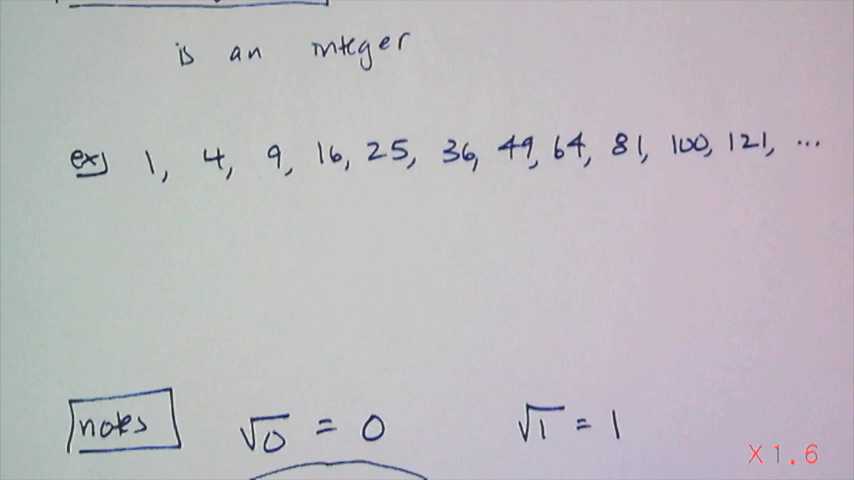 is an integer
ex) 1, 4, 9, 16, 25, 36, 49, 64, 81, 100, 121, ...
notes √0 = 0 √1 = 1
X1.6